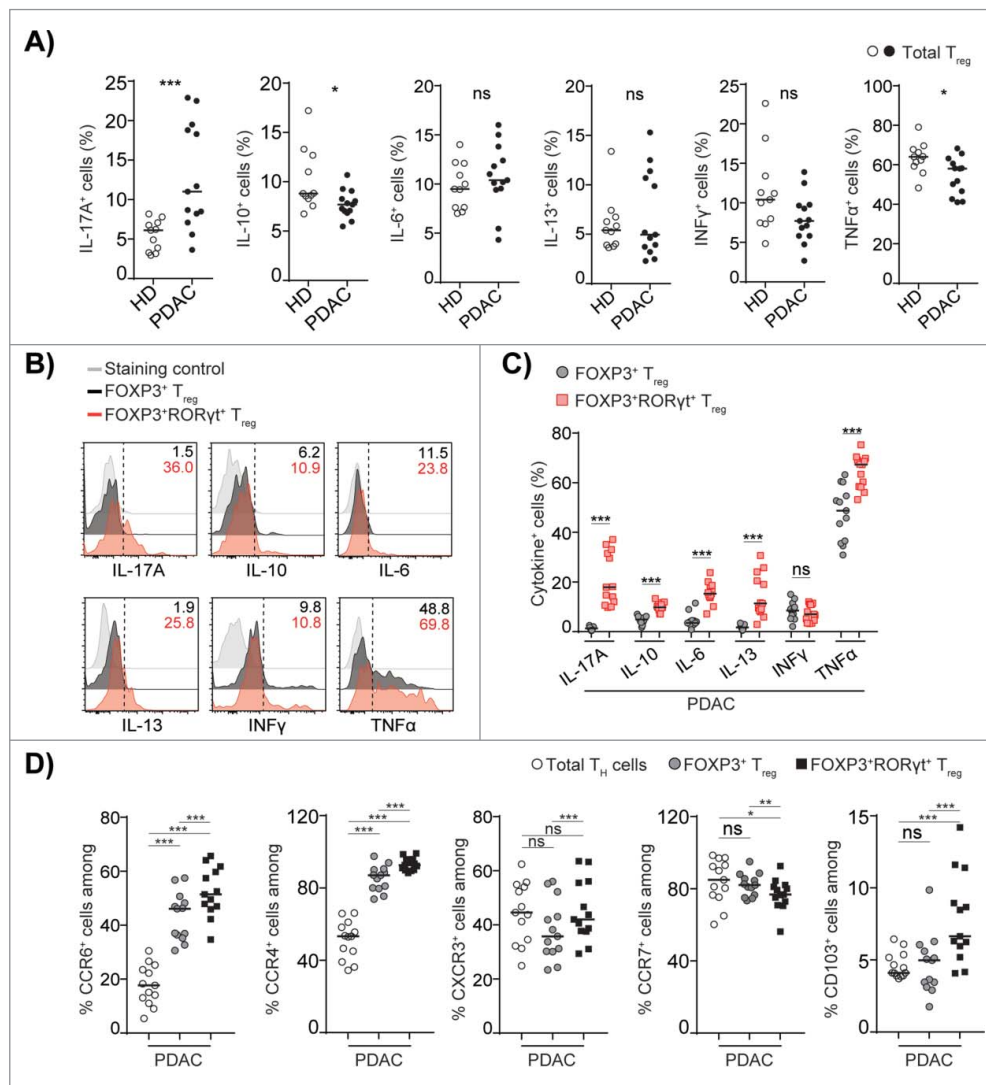 A)
Total Treg
IL-17A+ cells (%)
25
20
15
10
5
0
***
HD
PDAC
IL-10+ cells (%)
20
15
10
5
0
*
HD
PDAC
IL-6+ cells (%)
20
15
10
5
0
ns
HD
PDAC
IL-13+ cells (%)
20
15
10
5
0
ns
HD
PDAC
INFγ+ cells (%)
25
20
15
10
5
0
ns
HD
PDAC
TNFα+ cells (%)
100
80
60
40
20
0
*
HD
PDAC
B)
Staining control
FOXP3+ Treg
FOXP3+RORγt+ Treg
1.5
36.0
IL-17A
6.2
10.9
IL-10
11.5
23.8
IL-6
1.9
25.8
IL-13
9.8
10.8
INFγ
48.8
69.8
TNFα
C)
FOXP3+ Treg
FOXP3+RORγt+ Treg
Cytokine+ cells (%)
80
60
40
20
0
***
***
***
***
ns
***
IL-17A
IL-10
IL-6
IL-13
INFγ
TNFα
PDAC
D)
Total TH cells
FOXP3+ Treg
FOXP3+RORγt+ Treg
% CCR6+ cells among
80
60
40
20
0
***
***
***
PDAC
% CCR4+ cells among
120
80
40
0
***
***
***
PDAC
% CXCR3+ cells among
80
60
40
20
0
***
ns
ns
PDAC
% CCR7+ cells among
120
80
40
0
**
*
ns
PDAC
% CD103+ cells among
15
10
5
0
***
***
ns
PDAC